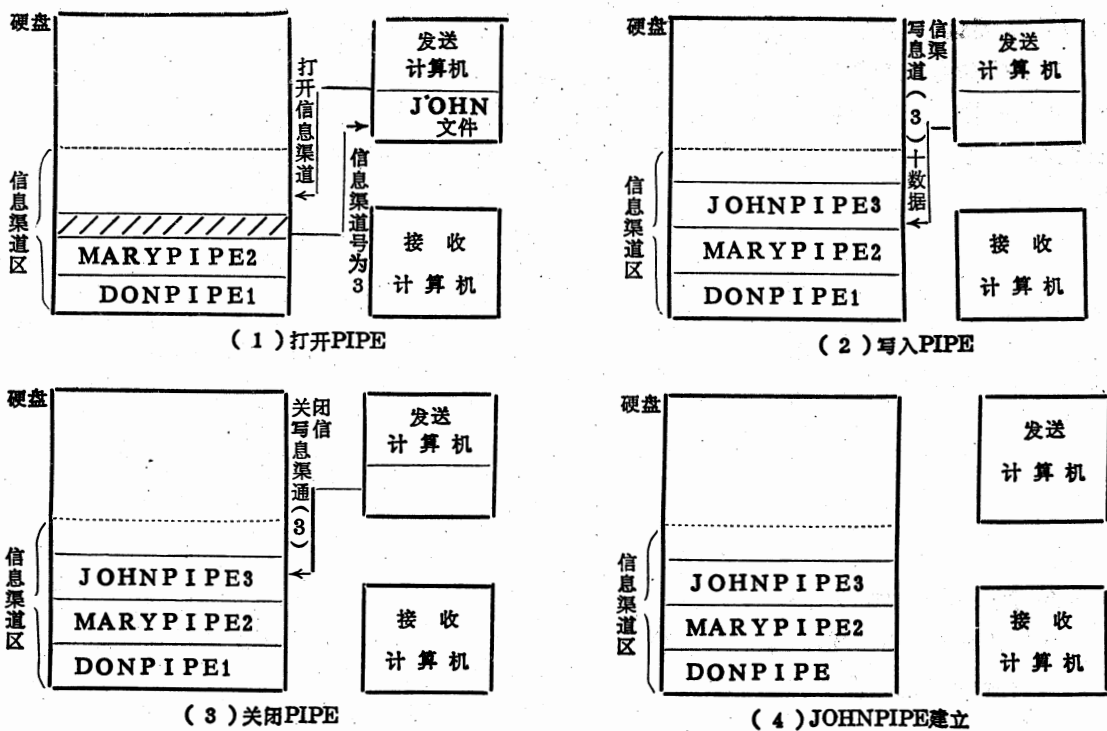 硬盘
发送
计算机
JOHN
文件
打开信息渠道
信息渠道号为3
信息渠道区
MARYPIPE2
DONPIPE1
接收
计算机
(1)打开PIPE
硬盘
写信息渠道(3)十数据
发送
计算机
信息渠道区
JOHNPIPE3
MARYPIPE2
DONPIPE1
接收
计算机
(2)写入PIPE
硬盘
关闭写信息渠通(3)
发送
计算机
信息渠道区
JOHNPIPE3
MARYPIPE2
DONPIPE1
接收
计算机
(3)关闭PIPE
硬盘
发送
计算机
信息渠道区
JOHNPIPE3
MARYPIPE2
DONPIPE
接收
计算机
(4)JOHNPIPE建立